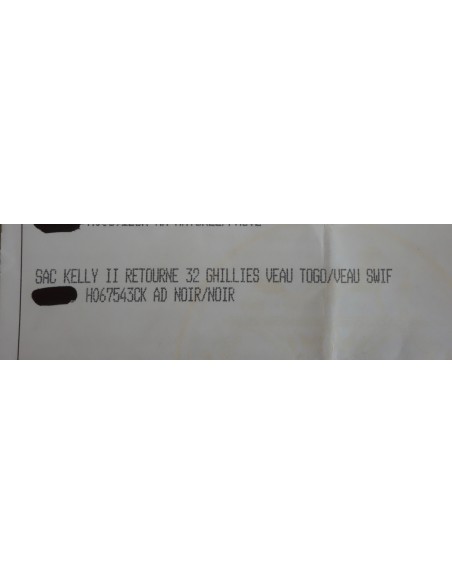 SAC KELLY II RETOURNE 32 GHILLIES VEAU TOGO/VEAU SWIF
H067543CK AD NOIR/NOIR